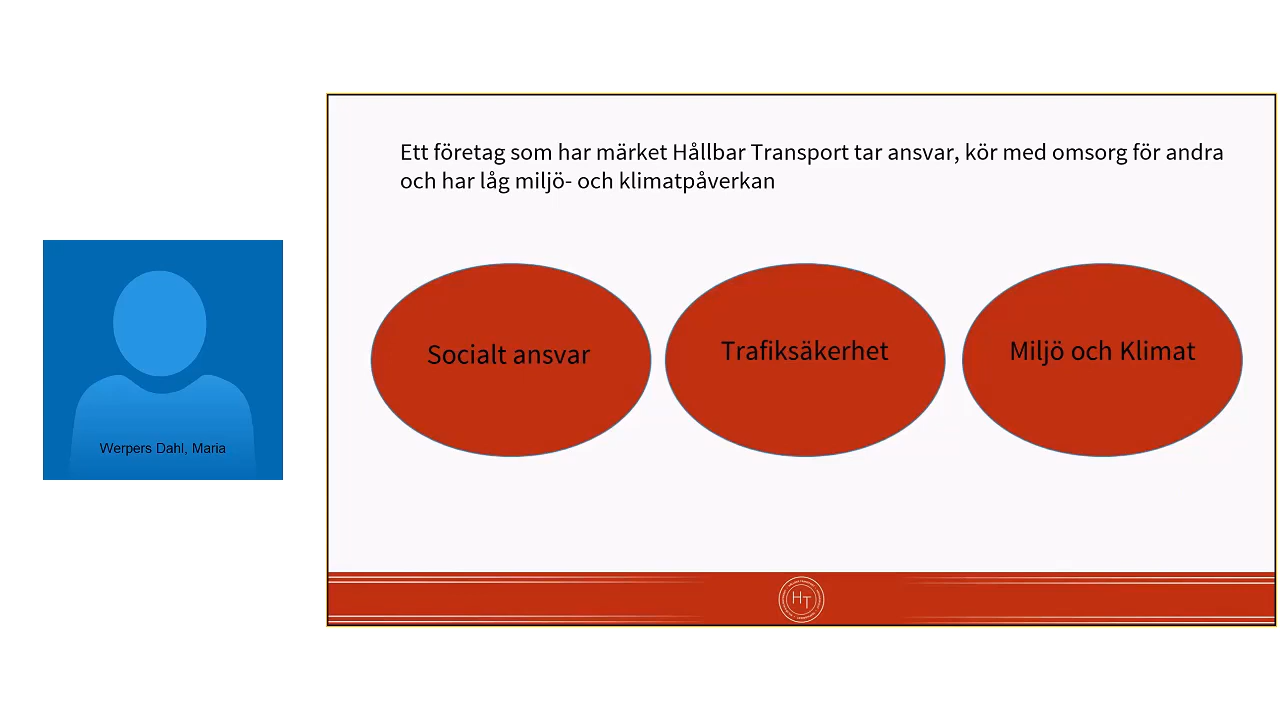 Ett företag som har märket Hållbar Transport tar ansvar, kör med omsorg för andra
och har låg miljö- och klimatpåverkan
Socialt ansvar
Trafiksäkerhet
Miljö och Klimat
Werpers Dahl, Maria
HT